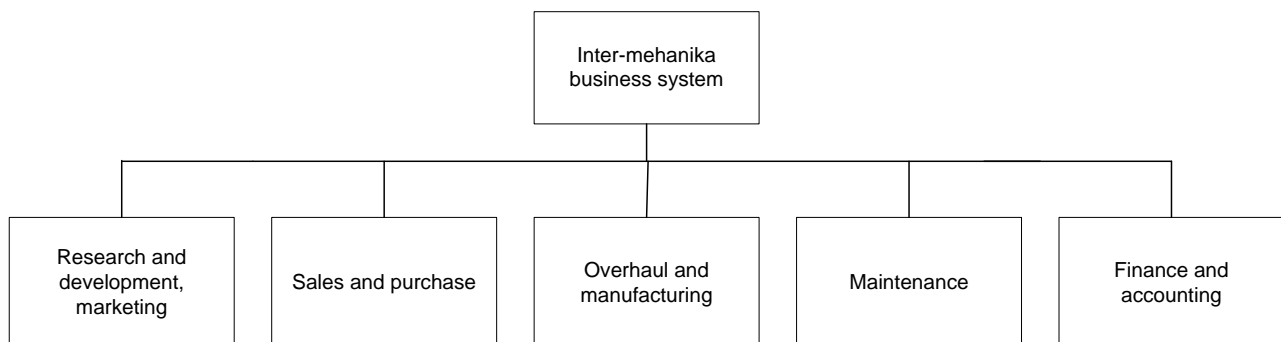 Inter-mehanika
business system
Research and
development,
marketing
Sales and purchase
Overhaul and
manufacturing
Maintenance
Finance and
accounting